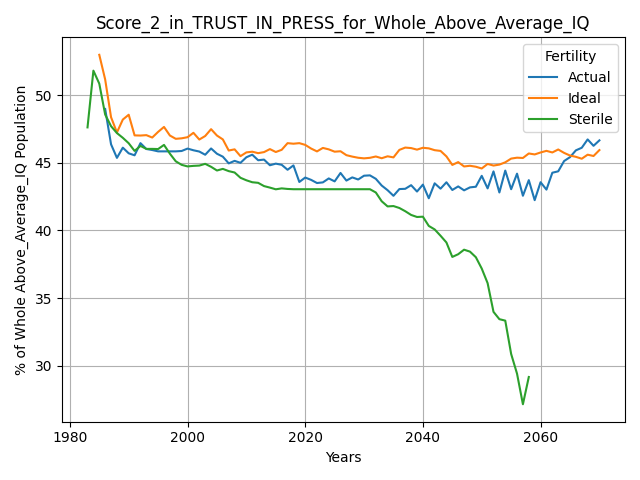 Score_2_in_TRUST_IN_PRESS_for_Whole_Above_Average_IQ
Fertility
Actual
Ideal
Sterile
% of Whole Above_Average_IQ Population
50
45
40
35
30
1980
2000
2020
2040
2060
Years